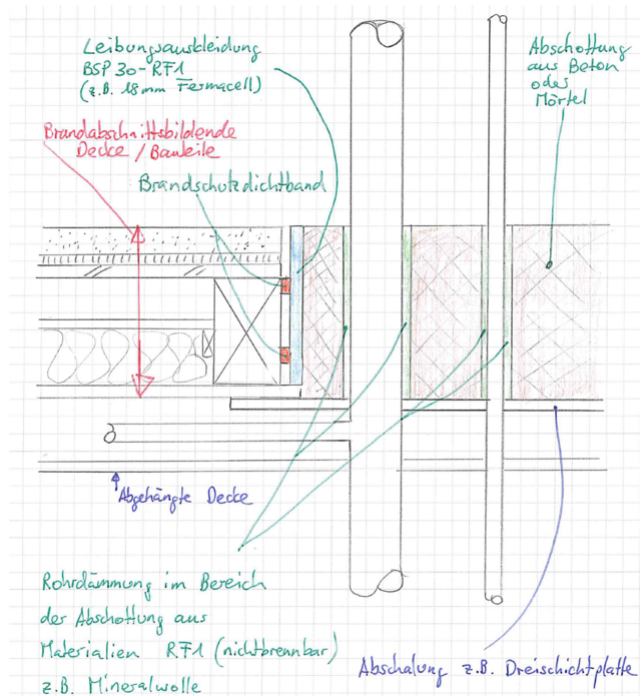 Leibungsauskleidung
BSP 30-RF1
(z.B. 18mm Fermacell)
Abschottung
aus Beton
oder
Mörtel
Brandabschnittsbildende
Decke / Bauteile
Brandschutzdichtband
Abgehängte Decke
Rohrdämmung im Bereich
der Abschottung aus
Materialien RF1 (nichtbrennbar)
z.B. Mineralwolle
Abschalung z.B. Dreischichtplatte